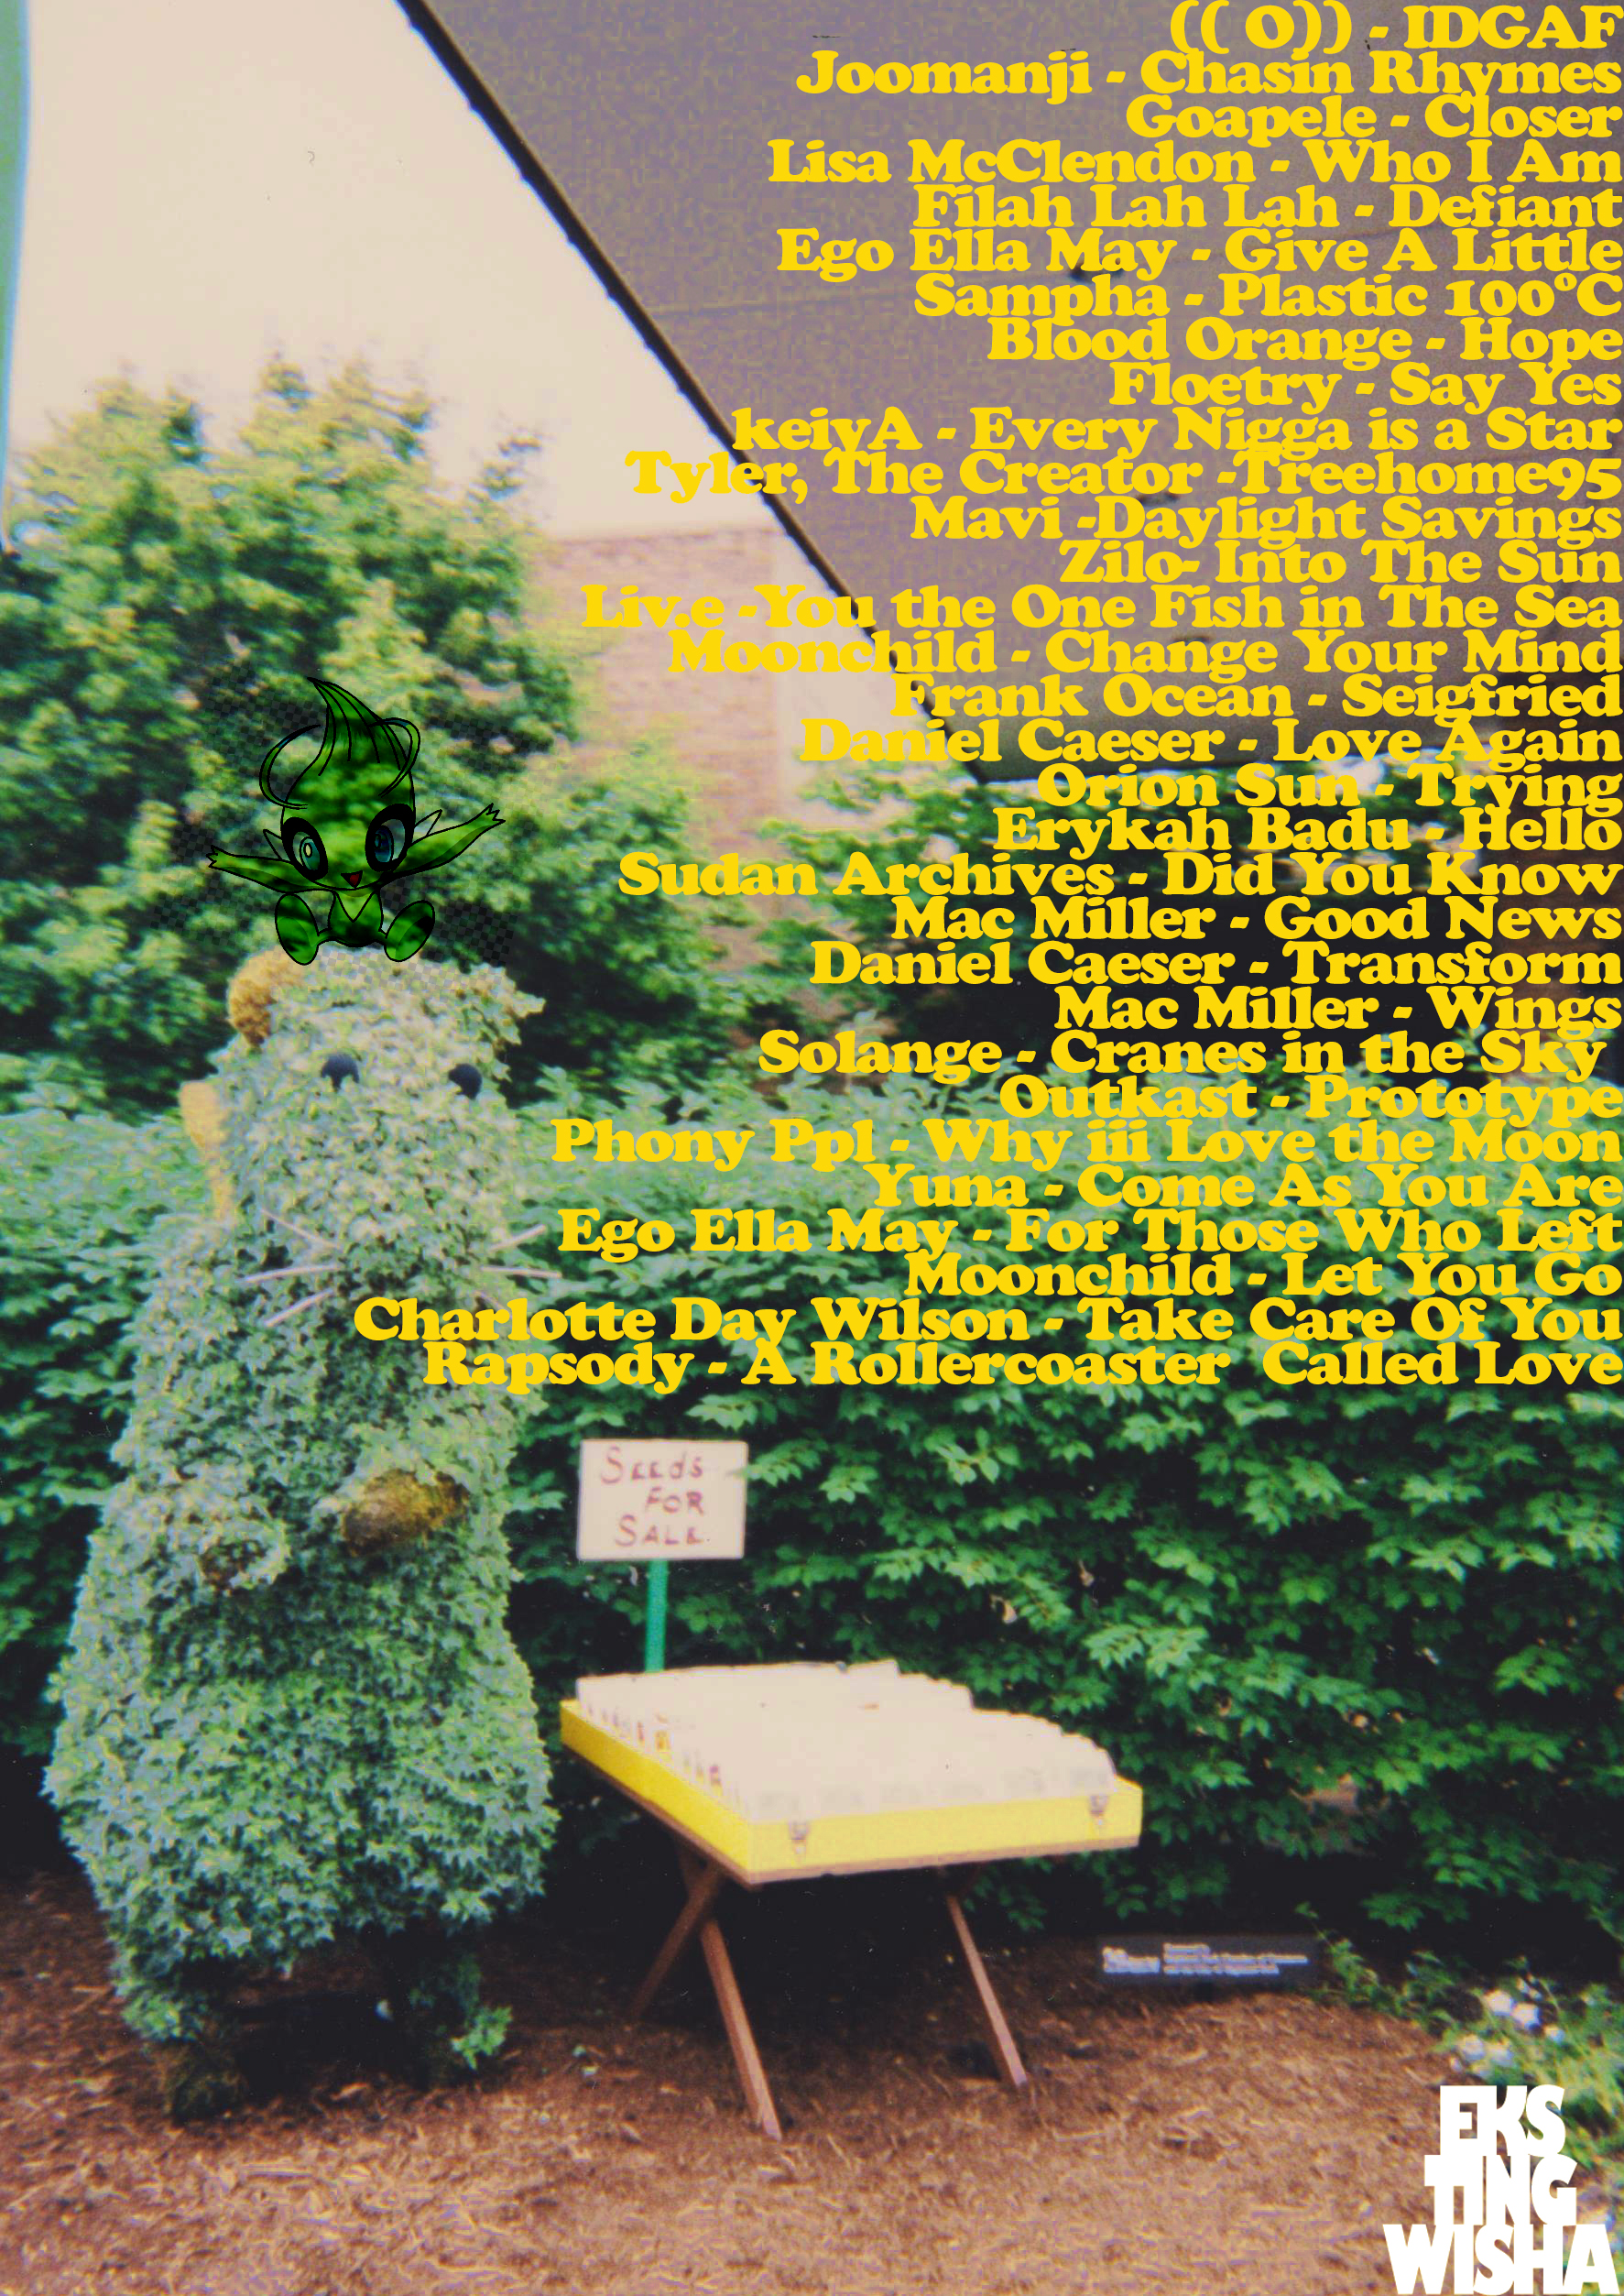 (( O)) - IDGAF
Joomanji - Chasin Rhymes
Goapele - Closer
Lisa McClendon - Who I Am
Filah Lah Lah - Defiant
Ego Ella May - Give A Little
Sampha - Plastic 100°C
Blood Orange - Hope
Floetry - Say Yes
keiyA - Every Nigga is a Star
Tyler, The Creator -Treehome95
Mavi -Daylight Savings
Zilo- Into The Sun
Liv.e -You the One Fish in The Sea
Moonchild - Change Your Mind
Frank Ocean - Seigfried
Daniel Caeser - Love Again
Orion Sun - Trying
Erykah Badu - Hello
Sudan Archives - Did You Know
Mac Miller - Good News
Daniel Caeser - Transform
Mac Miller - Wings
Solange - Cranes in the Sky
Outkast - Prototype
Phony Ppl - Why iii Love the Moon
Yuna - Come As You Are
Ego Ella May - For Those Who Left
Moonchild - Let You Go
Charlotte Day Wilson - Take Care Of You
Rapsody - A Rollercoaster  Called Love
SEEdS
FOR
SALE
EKS
TING
WISHA